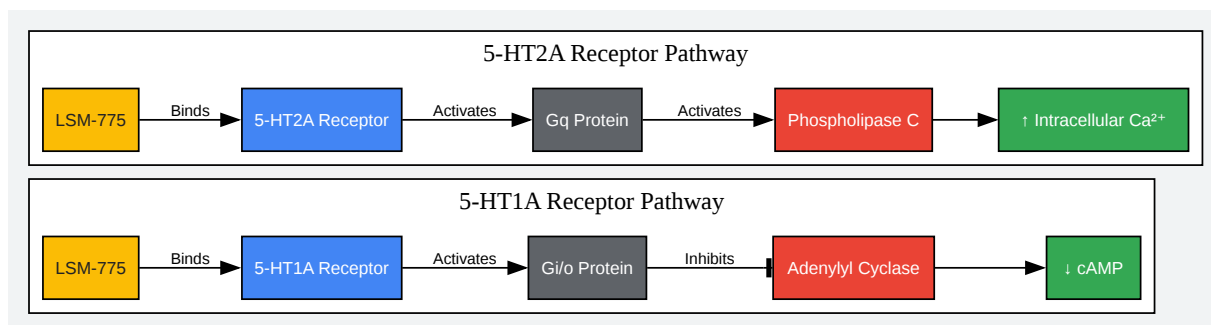 5-HT2A Receptor Pathway
LSM-775
Binds
5-HT2A Receptor
Activates
Gq Protein
Activates
Phospholipase C
↑ Intracellular Ca²⁺
5-HT1A Receptor Pathway
LSM-775
Binds
5-HT1A Receptor
Activates
Gi/o Protein
Inhibits
Adenylyl Cyclase
↓ cAMP